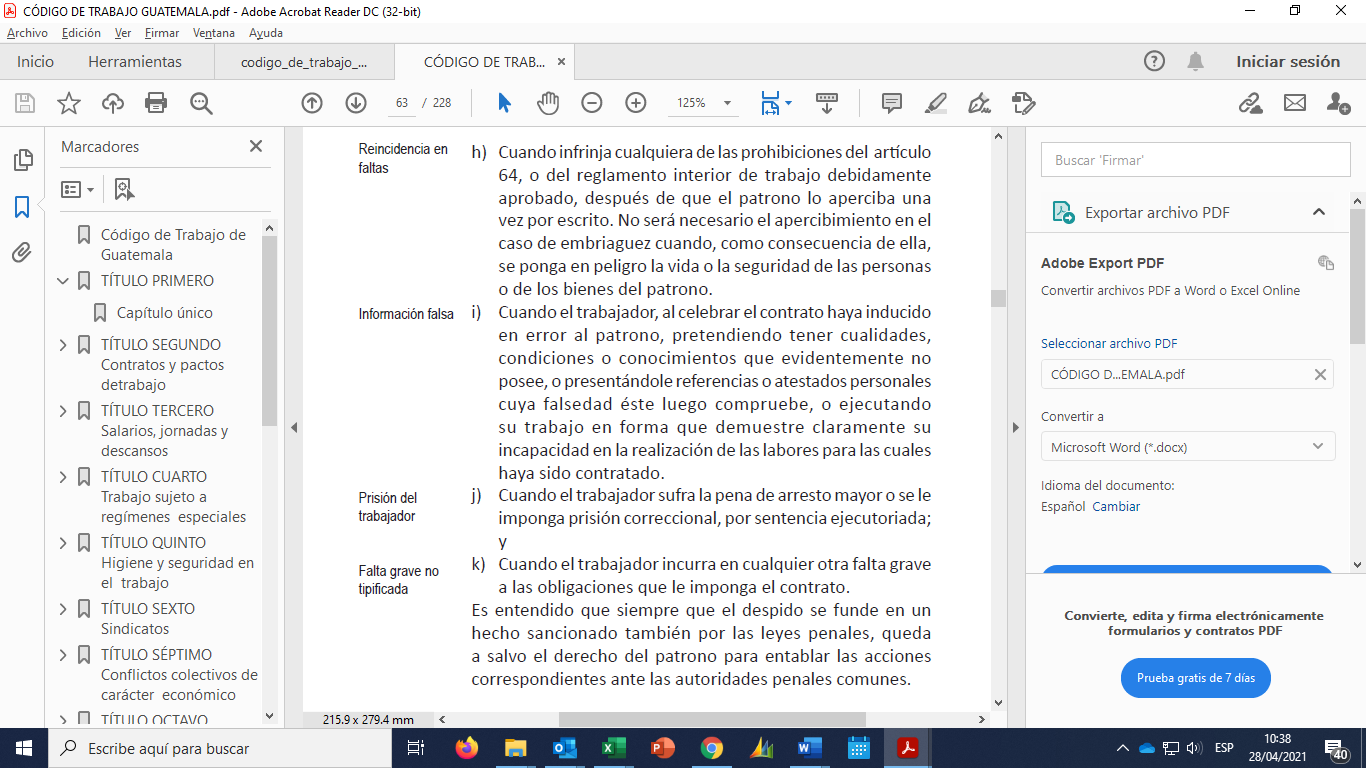 CÓDIGO DE TRABAJO GUATEMALA.pdf - Adobe Acrobat Reader DC (32-bit)
Archivo Edición Ver Firmar Ventana Ayuda
Inicio Herramientas codigo_de_trabajo_... CÓDIGO DE TRAB... Iniciar sesión
63 / 228 125%
Marcadores
Código de Trabajo de
Guatemala
TÍTULO PRIMERO
Capítulo único
TÍTULO SEGUNDO
Contratos y pactos
detrabajo
TÍTULO TERCERO
Salarios, jornadas y
descansos
TÍTULO CUARTO
Trabajo sujeto a
regímenes especiales
TÍTULO QUINTO
Higiene y seguridad en
el trabajo
TÍTULO SEXTO
Sindicatos
TÍTULO SÉPTIMO
Conflictos colectivos de
carácter económico
TÍTULO OCTAVO
Reincidencia en
faltas
h) Cuando infrinja cualquiera de las prohibiciones del artículo
64, o del reglamento interior de trabajo debidamente
aprobado, después de que el patrono lo aperciba una
vez por escrito. No será necesario el apercibimiento en el
caso de embriaguez cuando, como consecuencia de ella,
se ponga en peligro la vida o la seguridad de las personas
o de los bienes del patrono.
Información falsa
i) Cuando el trabajador, al celebrar el contrato haya inducido
en error al patrono, pretendiendo tener cualidades,
condiciones o conocimientos que evidentemente no
posee, o presentándole referencias o atestados personales
cuya falsedad éste luego compruebe, o ejecutando
su trabajo en forma que demuestre claramente su
incapacidad en la realización de las labores para las cuales
haya sido contratado.
Prisión del
trabajador
j) Cuando el trabajador sufra la pena de arresto mayor o se le
imponga prisión correccional, por sentencia ejecutoriada;
y
Falta grave no
tipificada
k) Cuando el trabajador incurra en cualquier otra falta grave
a las obligaciones que le imponga el contrato.
Es entendido que siempre que el despido se funde en un
hecho sancionado también por las leyes penales, queda
a salvo el derecho del patrono para entablar las acciones
correspondientes ante las autoridades penales comunes.
215.9 x 279.4 mm
Buscar 'Firmar'
Exportar archivo PDF
Adobe Export PDF
Convertir archivos PDF a Word o Excel Online
Seleccionar archivo PDF
CÓDIGO D...EMALA.pdf
Convertir a
Microsoft Word (*.docx)
Idioma del documento:
Español Cambiar
Convierte, edita y firma electrónicamente
formularios y contratos PDF
Prueba gratis de 7 días
Escribe aquí para buscar
ESP
10:38
28/04/2021
40